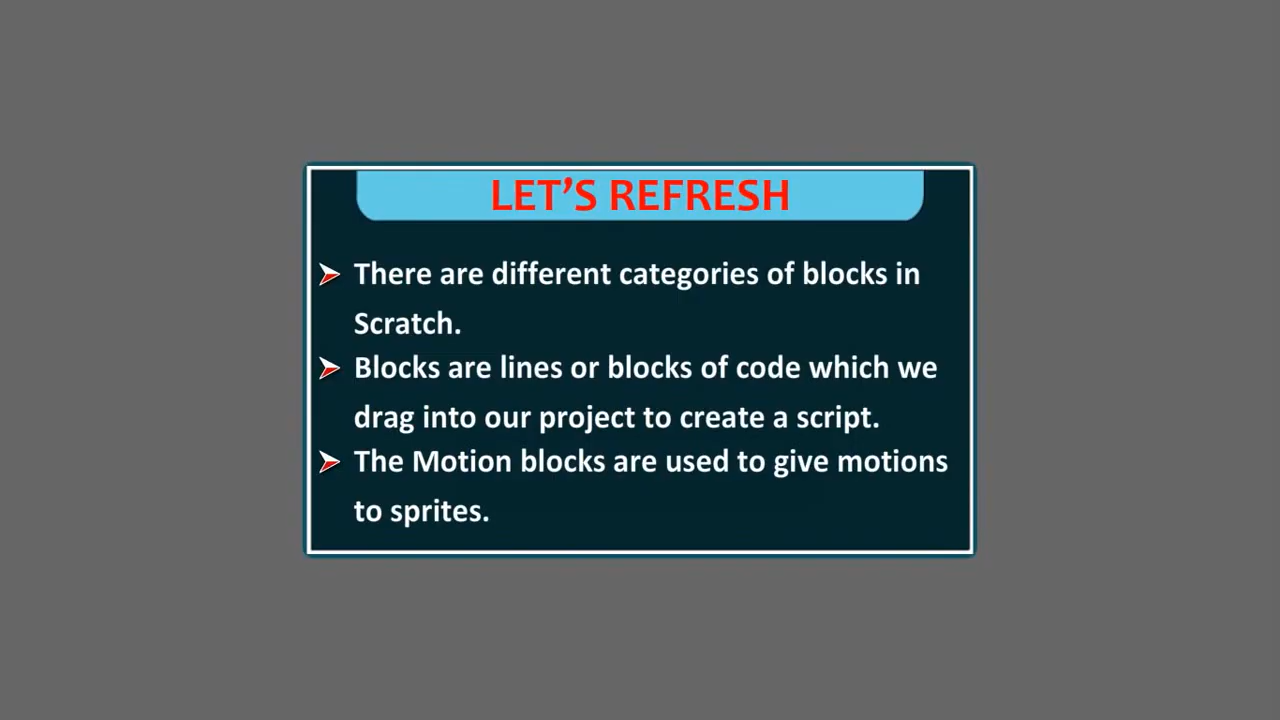 LET’S REFRESH
There are different categories of blocks in
Scratch.
Blocks are lines or blocks of code which we
drag into our project to create a script.
The Motion blocks are used to give motions
to sprites.